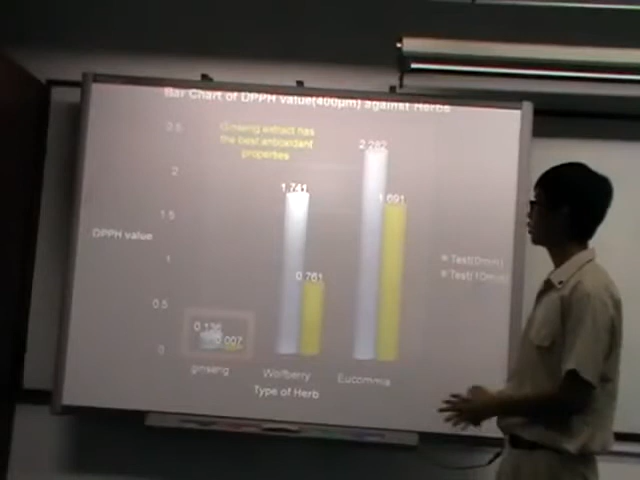 Bar Chart of DPPH value(400µm) against Herbs
2.5
Ginseng extract has
the best antioxidant
properties
2.282
2
1.741
1.691
1.5
DPPH value
1
Test(0min)
0.761
Test(10min)
0.5
0.136
0.007
0
ginseng
Wolfberry
Eucommia
Type of Herb